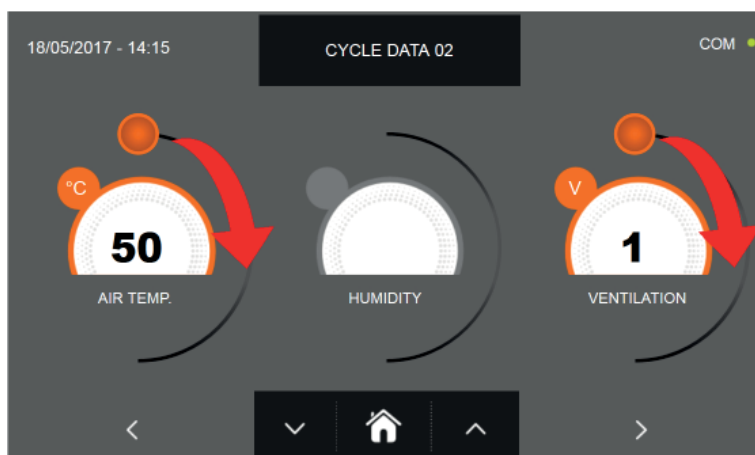 18/05/2017 - 14:15
CYCLE DATA 02
COM
°C
50
AIR TEMP.
HUMIDITY
V
1
VENTILATION